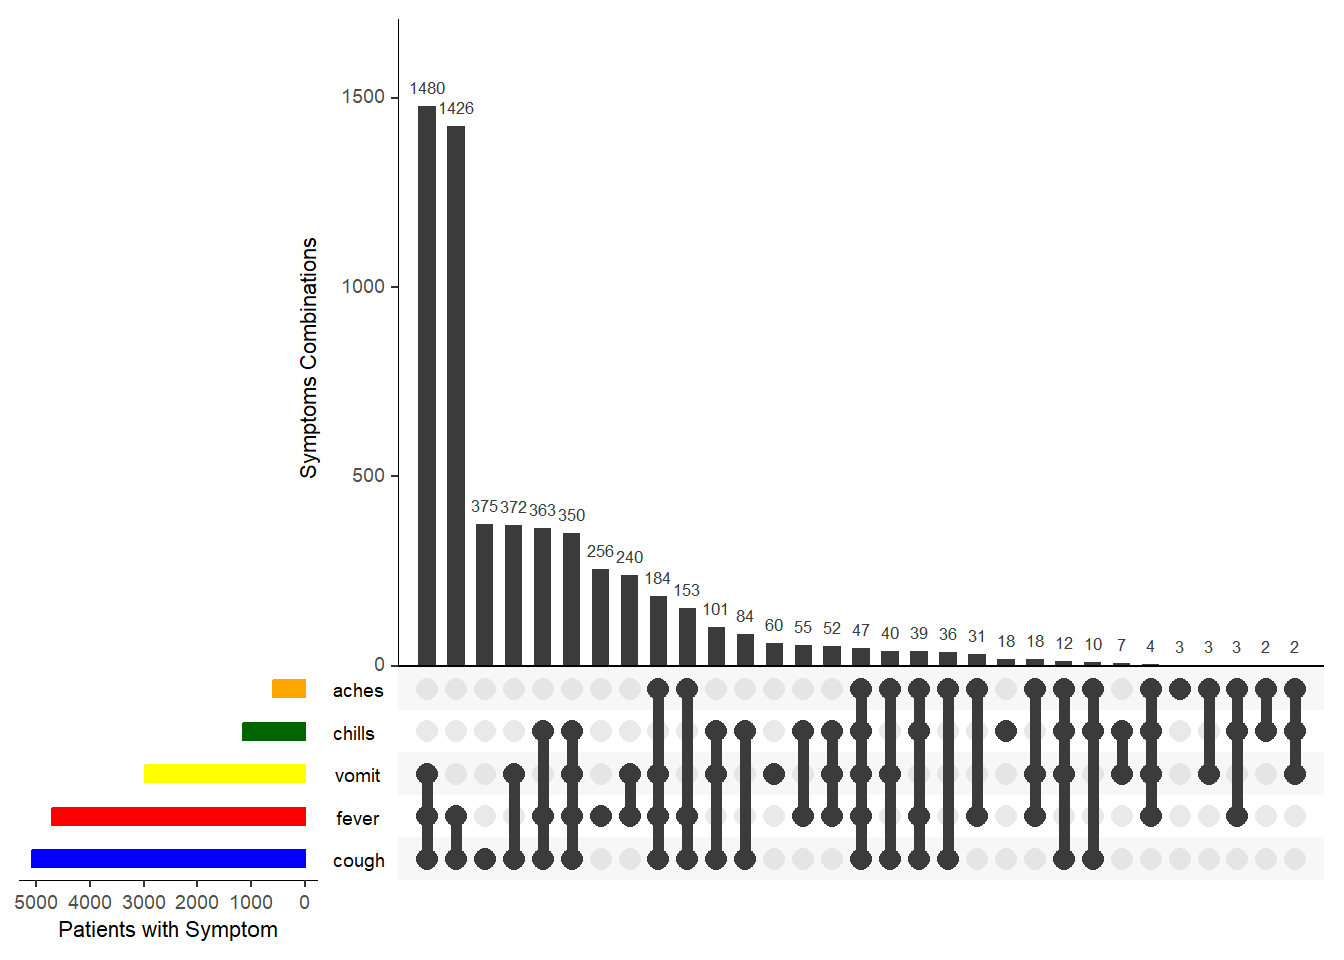 1480
1426
375 372 363 350
256 240
184 153
101 84 60 55 52 47 40 39 36 31 18 18 12 10 7 4 3 3 3 2 2
1500
1000
500
0
Symptoms Combinations
aches
chills
vomit
fever
cough
5000 4000 3000 2000 1000 0
Patients with Symptom